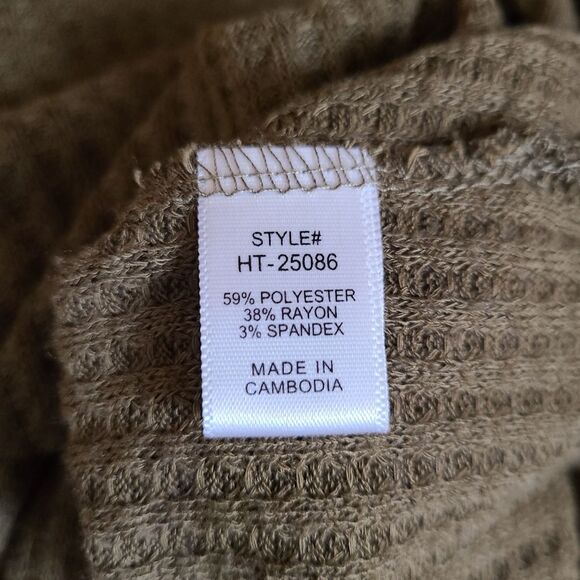 STYLE#
HT-25086
59% POLYESTER
38% RAYON
3% SPANDEX
MADE IN
CAMBODIA